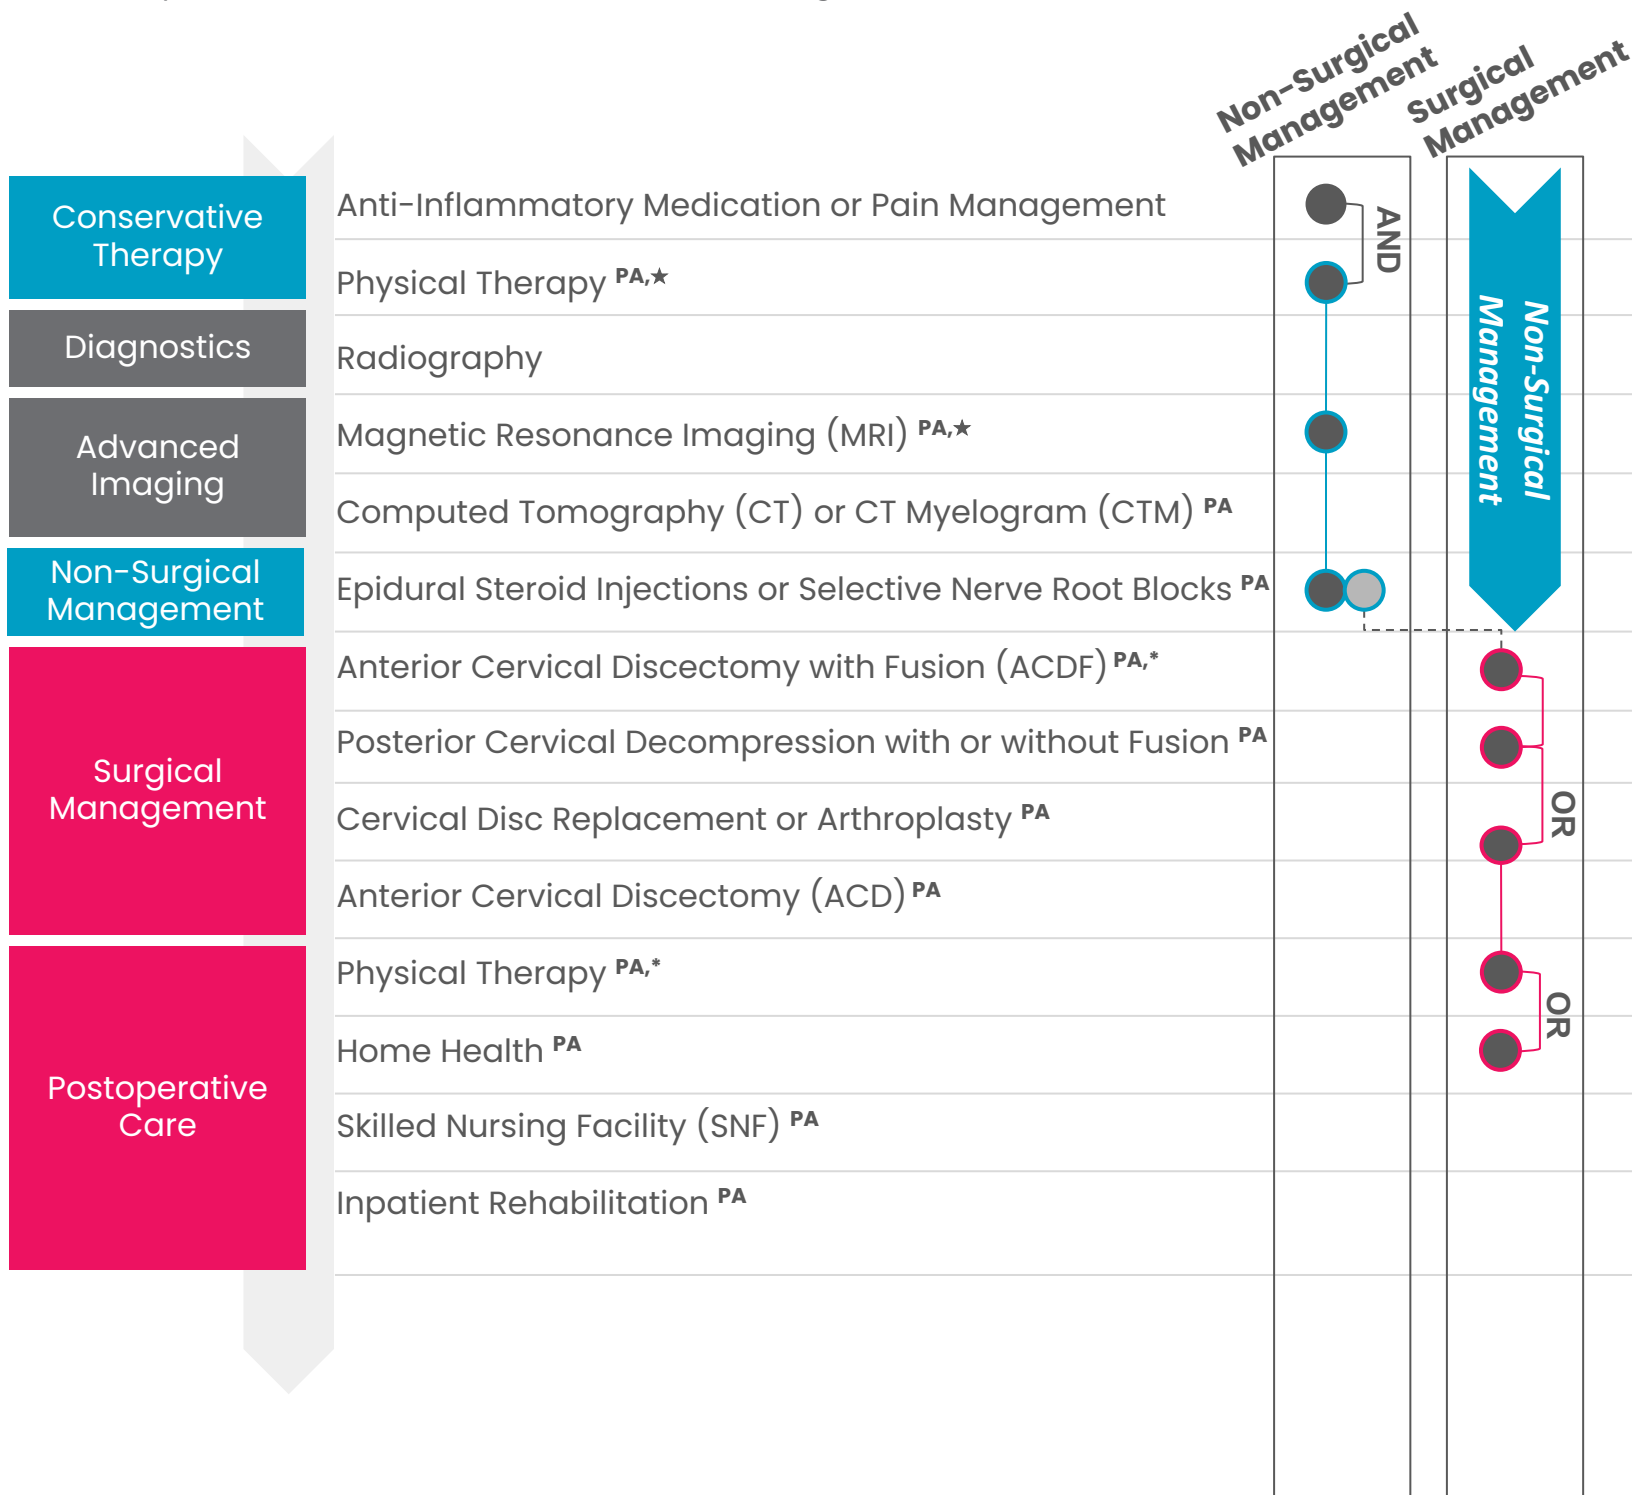 Non-Surgical
Management
Surgical
Management
Conservative
Therapy
Anti-Inflammatory Medication or Pain Management
AND
Physical Therapy PA,★
Diagnostics
Radiography
Non-Surgical
Management
Advanced
Imaging
Magnetic Resonance Imaging (MRI) PA,★
Computed Tomography (CT) or CT Myelogram (CTM) PA
Non-Surgical
Management
Epidural Steroid Injections or Selective Nerve Root Blocks PA
Surgical
Management
Anterior Cervical Discectomy with Fusion (ACDF) PA,*
Posterior Cervical Decompression with or without Fusion PA
OR
Cervical Disc Replacement or Arthroplasty PA
Anterior Cervical Discectomy (ACD) PA
Postoperative
Care
Physical Therapy PA,*
OR
Home Health PA
Skilled Nursing Facility (SNF) PA
Inpatient Rehabilitation PA